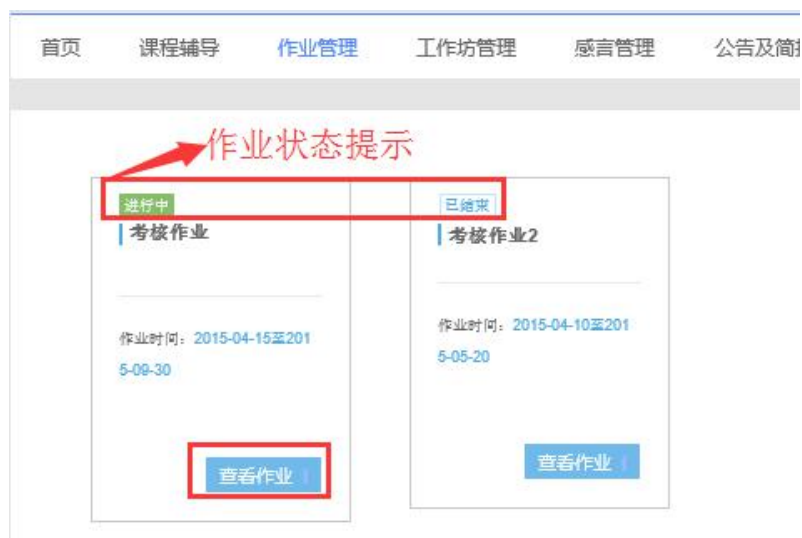 首页 课程辅导 作业管理 工作坊管理 感言管理 公告及简
作业状态提示
进行中
考核作业
作业时间：2015-04-15至201
5-09-30
查看作业
已结束
考核作业2
作业时间：2015-04-10至201
5-05-20
查看作业